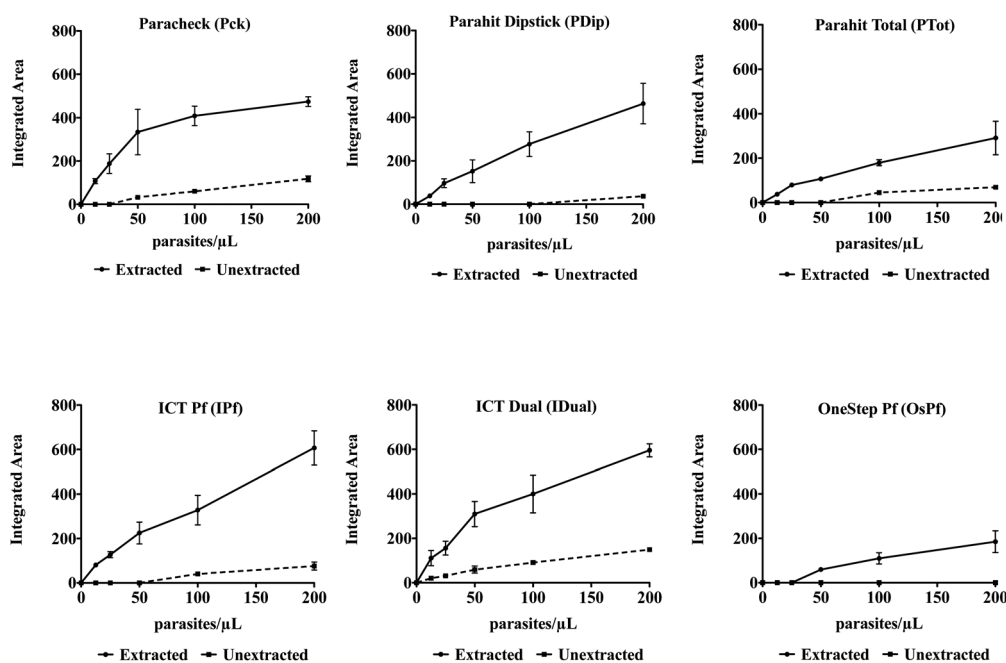 Paracheck (Pck)
800
600
400
200
0
Integrated Area
0 50 100 150 200
parasites/µL
Extracted Unextracted
Parahit Dipstick (PDip)
800
600
400
200
0
Integrated Area
0 50 100 150 200
parasites/µL
Extracted Unextracted
Parahit Total (PTot)
800
600
400
200
0
Integrated Area
0 50 100 150 200
parasites/µL
Extracted Unextracted
ICT Pf (IPf)
800
600
400
200
0
Integrated Area
0 50 100 150 200
parasites/µL
Extracted Unextracted
ICT Dual (IDual)
800
600
400
200
0
Integrated Area
0 50 100 150 200
parasites/µL
Extracted Unextracted
OneStep Pf (OsPf)
800
600
400
200
0
Integrated Area
0 50 100 150 200
parasites/µL
Extracted Unextracted